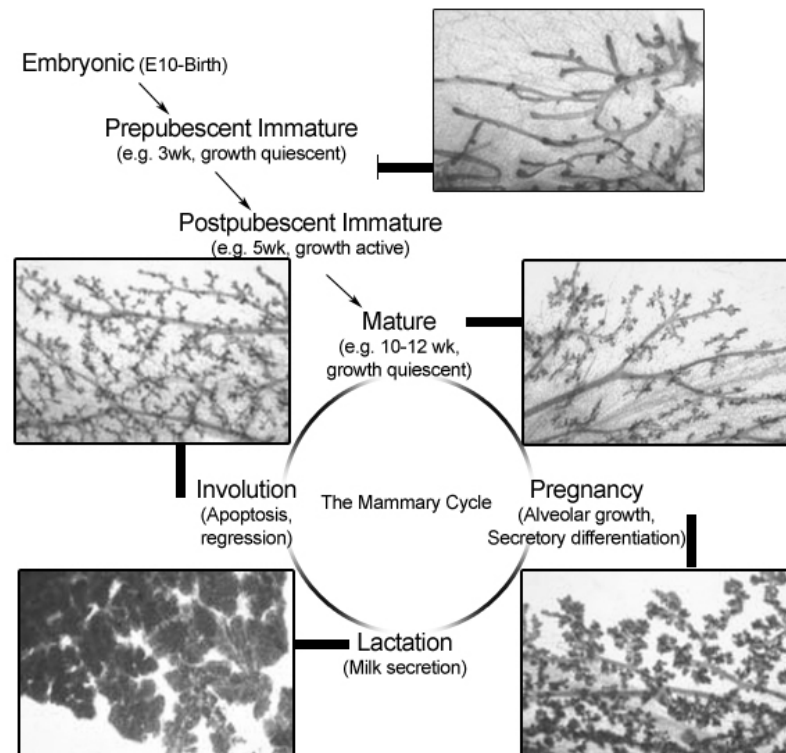 Embryonic (E10-Birth)
Prepubescent Immature
(e.g. 3wk, growth quiescent)
Postpubescent Immature
(e.g. 5wk, growth active)
Mature
(e.g. 10-12 wk,
growth quiescent)
Involution
(Apoptosis,
regression)
The Mammary Cycle
Pregnancy
(Alveolar growth,
Secretory differentiation)
Lactation
(Milk secretion)